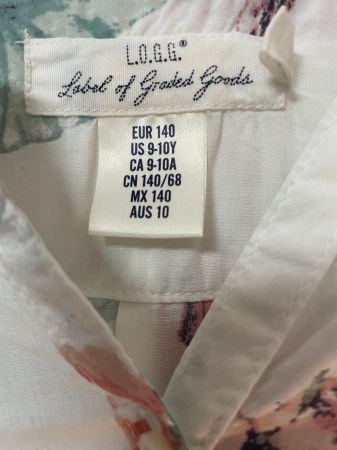 L.O.G.G.®
Label of Graded Goods
EUR 140
US 9-10Y
CA 9-10A
CN 140/68
MX 140
AUS 10